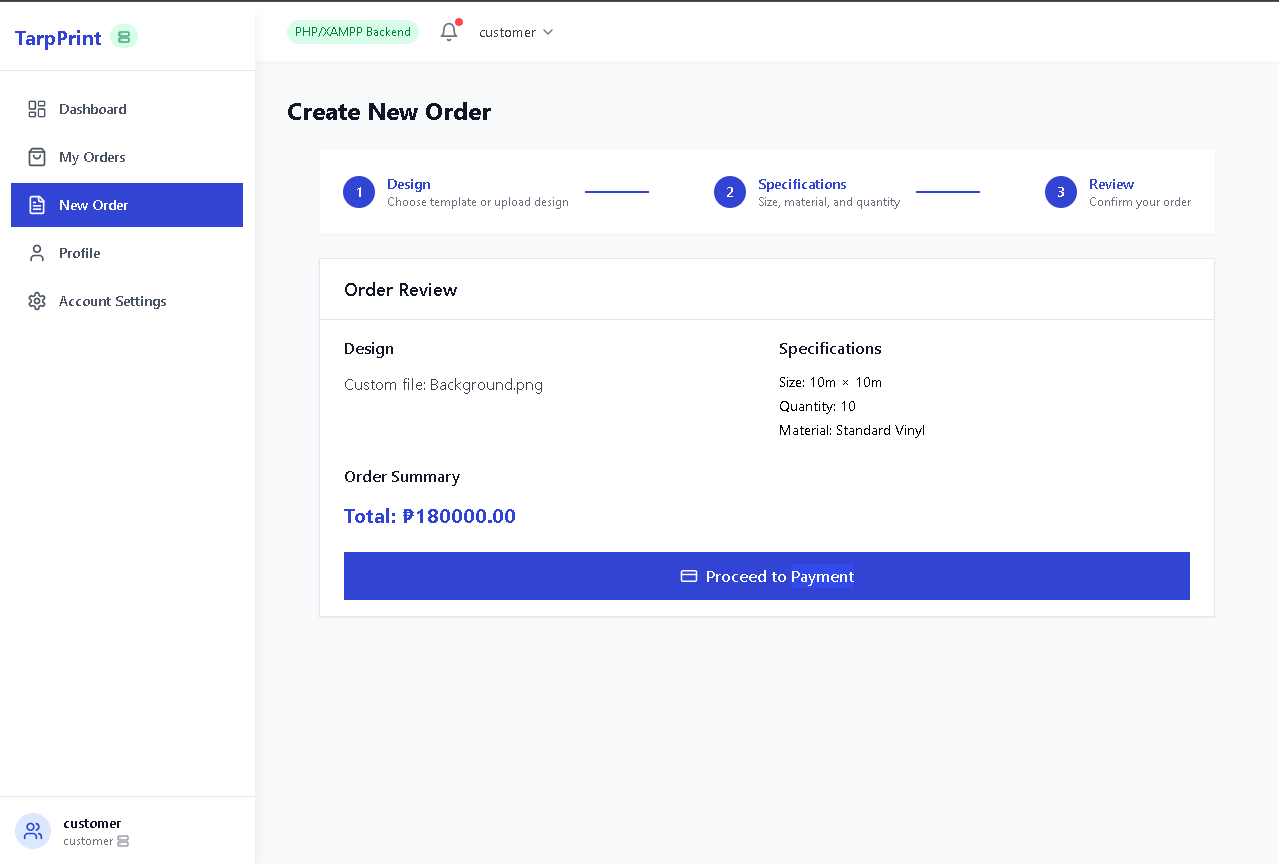 TarpPrint
PHP/XAMPP Backend
customer
Dashboard
My Orders
New Order
Profile
Account Settings
Create New Order
1
Design
Choose template or upload design
2
Specifications
Size, material, and quantity
3
Review
Confirm your order
Order Review
Design
Custom file: Background.png
Specifications
Size: 10m × 10m
Quantity: 10
Material: Standard Vinyl
Order Summary
Total: ₱180000.00
Proceed to Payment
customer
customer